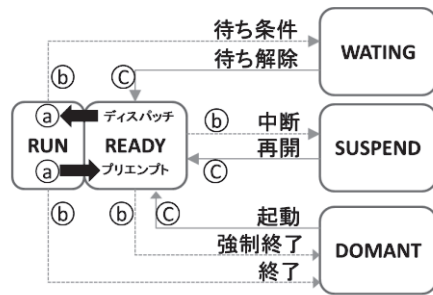 待ち条件
WATING
ⓑ
待ち解除
Ⓒ
ⓐ
ディスパッチ
ⓑ
中断
RUN
READY
SUSPEND
ⓐ
プリエンプト
再開
Ⓒ
ⓑ
ⓑ
Ⓒ
起動
強制終了
DOMANT
終了